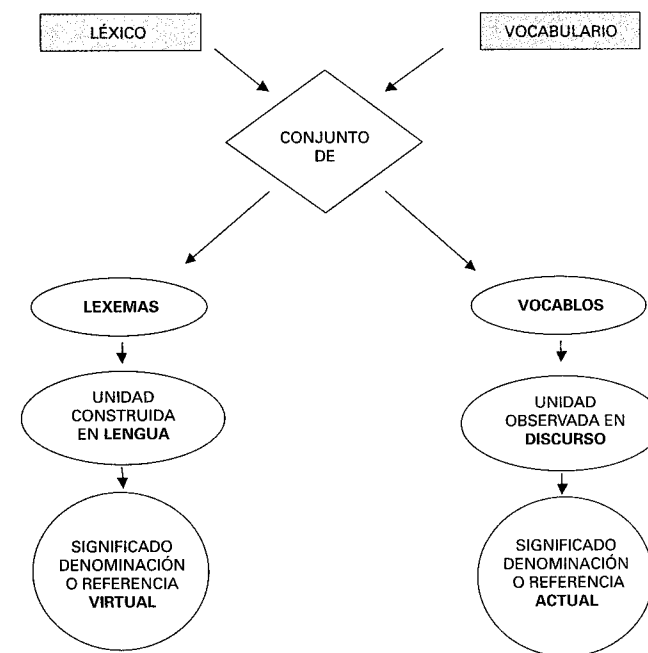 LÉXICO
VOCABULARIO
CONJUNTO
DE
LEXEMAS
VOCABLOS
UNIDAD
CONSTRUIDA
EN LENGUA
UNIDAD
OBSERVADA EN
DISCURSO
SIGNIFICADO
DENOMINACIÓN
O REFERENCIA
VIRTUAL
SIGNIFICADO
DENOMINACIÓN
O REFERENCIA
ACTUAL